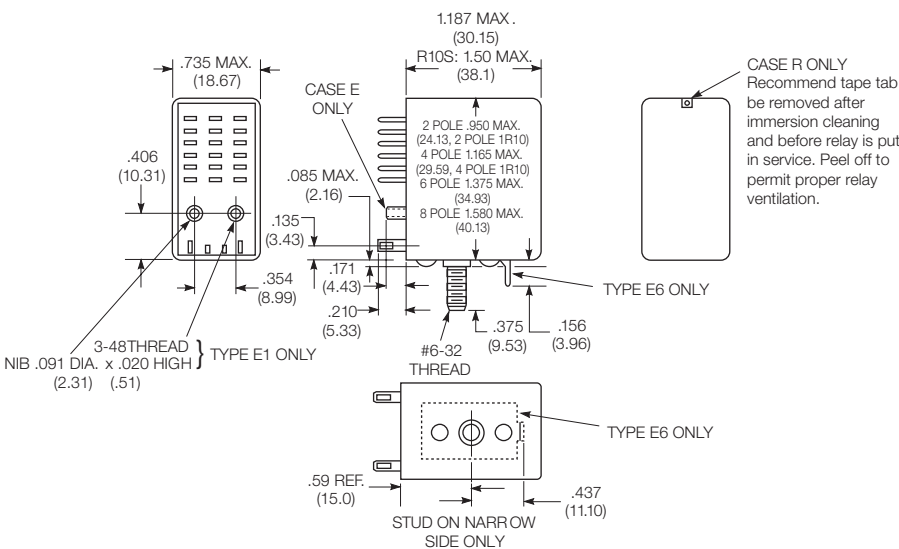 1.187 MAX.
(30.15)
R10S: 1.50 MAX.
(38.1)
.735 MAX.
(18.67)
CASE E
ONLY
CASE R ONLY
Recommend tape tab
be removed after
immersion cleaning
and before relay is put
in service. Peel off to
permit proper relay
ventilation.
2 POLE .950 MAX.
(24.13, 2 POLE 1R10)
4 POLE 1.165 MAX.
(29.59, 4 POLE 1R10)
6 POLE 1.375 MAX.
(34.93)
8 POLE 1.580 MAX.
(40.13)
.406
(10.31)
.085 MAX.
(2.16)
.135
(3.43)
.354
(8.99)
.171
(4.43)
.210
(5.33)
TYPE E6 ONLY
.375
(9.53)
.156
(3.96)
#6-32
THREAD
3-48THREAD
NIB .091 DIA. x .020 HIGH
(2.31) (.51)
} TYPE E1 ONLY
TYPE E6 ONLY
.59 REF.
(15.0)
.437
(11.10)
STUD ON NARROW
SIDE ONLY